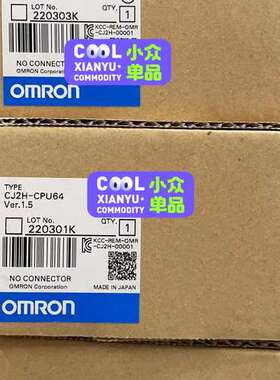 LOT No.
220303K
QTY.
1
COOL 小众
XIANYU 单品
COMMODITY
KCC-REM-OMR
-CJ2H-00001
NO CONNECTOR
OMRON Corporation
OMRON
TYPE
CJ2H-CPU64
Ver.1.5
COOL 小众
XIANYU 单品
COMMODITY
LOT No.
220301K
QTY.
1
KCC-REM-OMR
-CJ2H-00001
NO CONNECTOR
OMRON Corporation
MADE IN JAPAN
OMRON